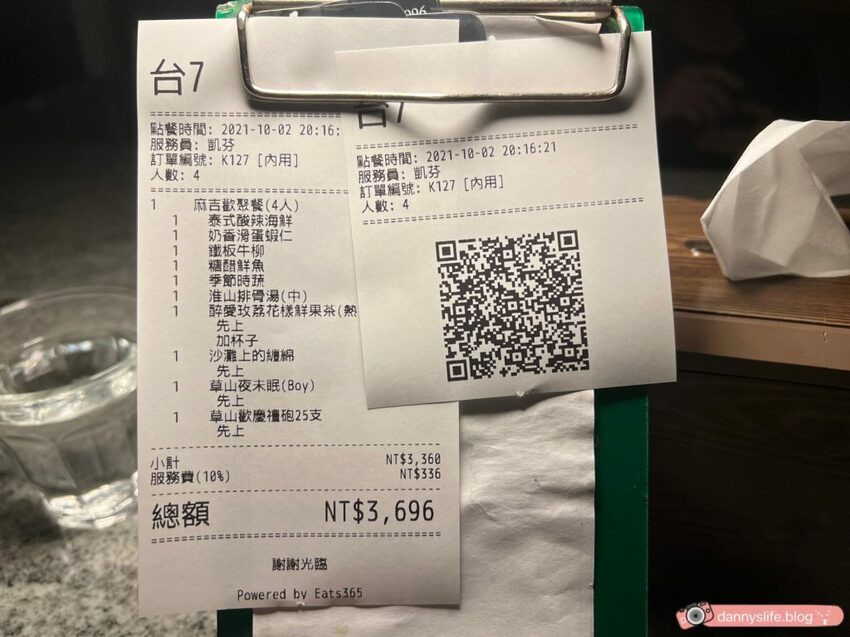 台7
點餐時間: 2021-10-02 20:16:
服務員: 凱芬
訂單編號: K127 [內用]
人數: 4
1 麻吉歡聚餐(4人)
1 泰式酸辣海鮮
1 奶香滑蛋蝦仁
1 鐵板牛柳
1 糖醋鮮魚
1 季節時蔬
1 淮山排骨湯(中)
1 醉愛玫荔花樣鮮果茶(熱
先上
加杯子
1 沙灘上的纏綿
先上
1 草山夜未眠(Boy)
先上
1 草山歡慶禮砲25支
先上
小計 NT$3,360
服務費(10%) NT$336
總額 NT$3,696
謝謝光臨
Powered by Eats365
台7
點餐時間: 2021-10-02 20:16:21
服務員: 凱芬
訂單編號: K127 [內用]
人數: 4
dannyslife.blog